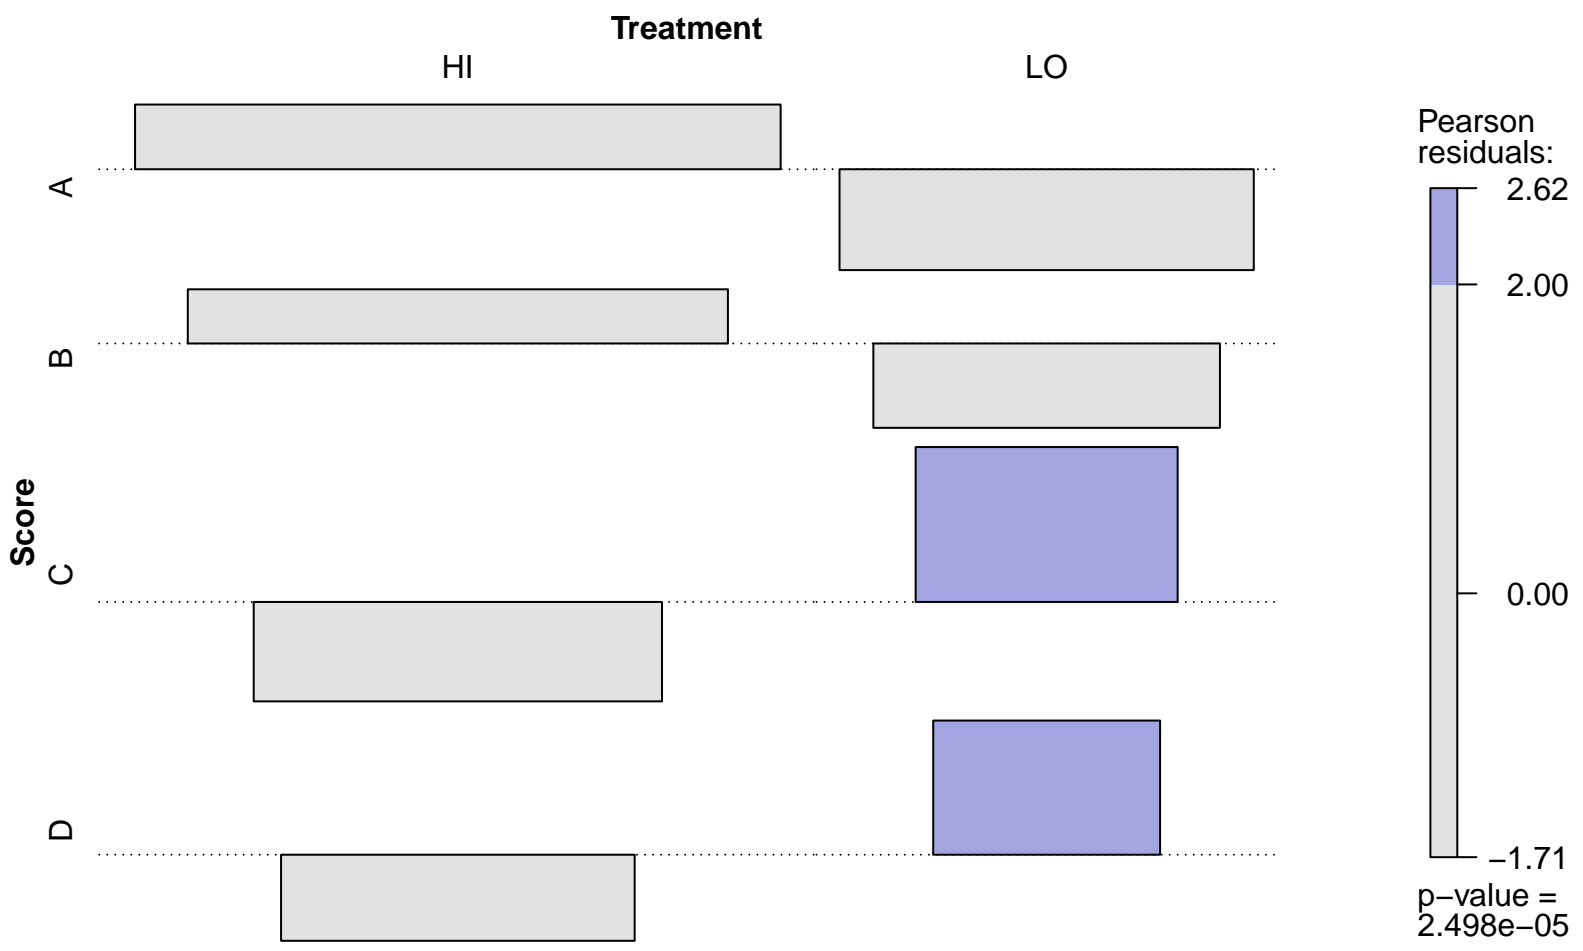 Treatment
HI
LO
Score
A
B
C
D
Pearson
residuals:
2.62
2.00
0.00
−1.71
p−value =
2.498e−05